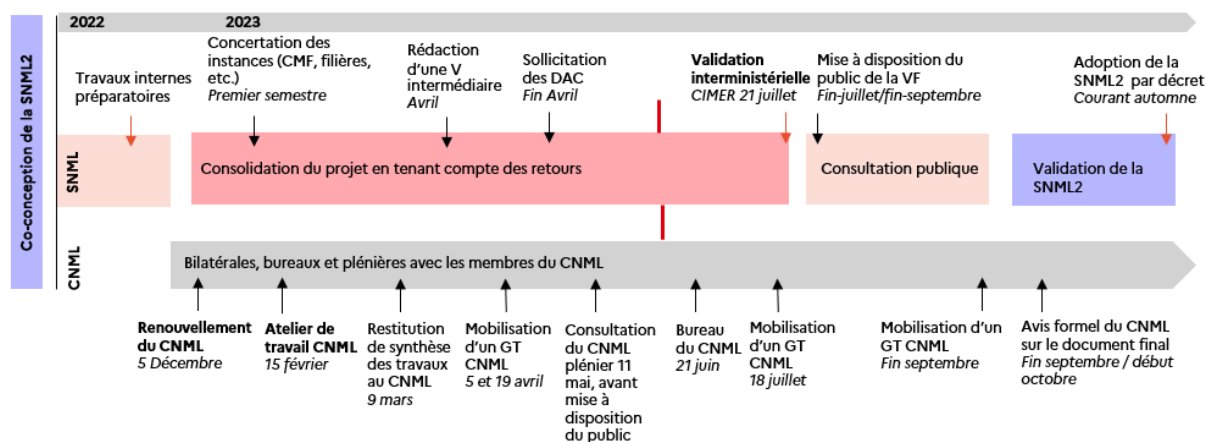 Co-conception de la SNML2
2022
2023
Travaux internes
préparatoires
Concertation des
instances (CMF, filières,
etc.)
Premier semestre
Rédaction
d'une V
intermédiaire
Avril
Sollicitation
des DAC
Fin Avril
Validation
interministérielle
CIMER 21 juillet
Mise à disposition du
public de la VF
Fin-juillet/fin-septembre
Adoption de la
SNML2 par décret
Courant automne
SNML
Consolidation du projet en tenant compte des retours
Consultation publique
Validation de la
SNML2
CNML
Bilatérales, bureaux et plénières avec les membres du CNML
Renouvellement
du CNML
5 Décembre
Atelier de
travail CNML
15 février
Restitution
de synthèse
des travaux
au CNML
9 mars
Mobilisation
d'un GT
CNML
5 et 19 avril
Consultation
du CNML
plénier 11
mai, avant
mise à
disposition
du public
Bureau
du CNML
21 juin
Mobilisation
d'un GT
CNML
18 juillet
Mobilisation d'un
GT CNML
Fin septembre
Avis formel du CNML
sur le document final
Fin septembre / début
octobre